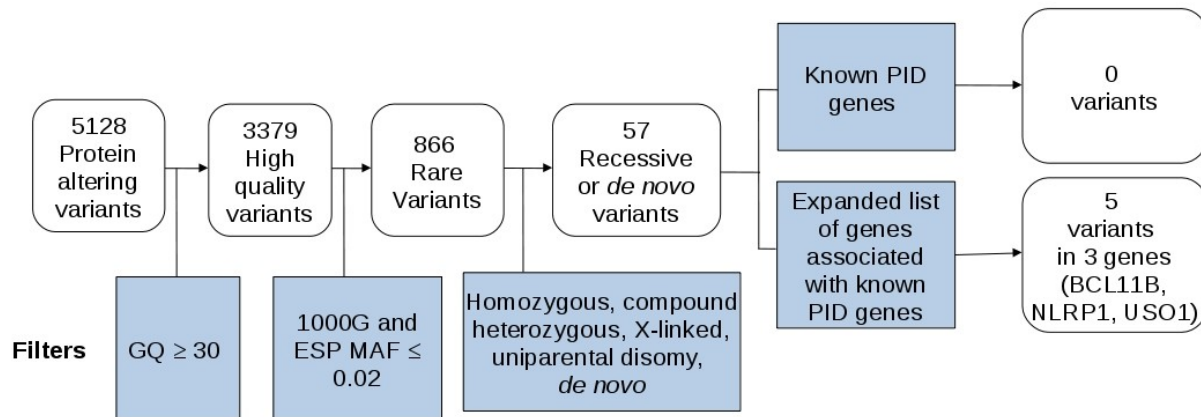 5128
Protein
altering
variants
3379
High
quality
variants
866
Rare
Variants
57
Recessive
or de novo
variants
Known PID
genes
0
variants
Expanded list
of genes
associated
with known
PID genes
5
variants
in 3 genes
(BCL11B,
NLRP1, USO1)
Filters
GQ ≥ 30
1000G and
ESP MAF ≤
0.02
Homozygous, compound
heterozygous, X-linked,
uniparental disomy,
de novo